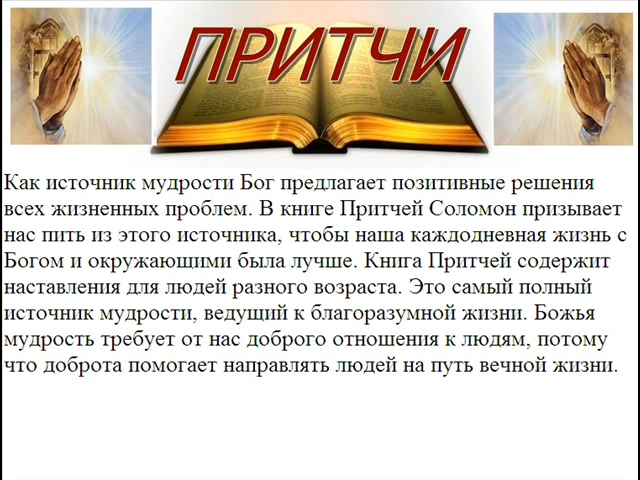 ПРИТЧИ
Как источник мудрости Бог предлагает позитивные решения
всех жизненных проблем. В книге Притчей Соломон призывает
нас пить из этого источника, чтобы наша каждодневная жизнь с
Богом и окружающими была лучше. Книга Притчей содержит
наставления для людей разного возраста. Это самый полный
источник мудрости, ведущий к благоразумной жизни. Божья
мудрость требует от нас доброго отношения к людям, потому
что доброта помогает направлять людей на путь вечной жизни.